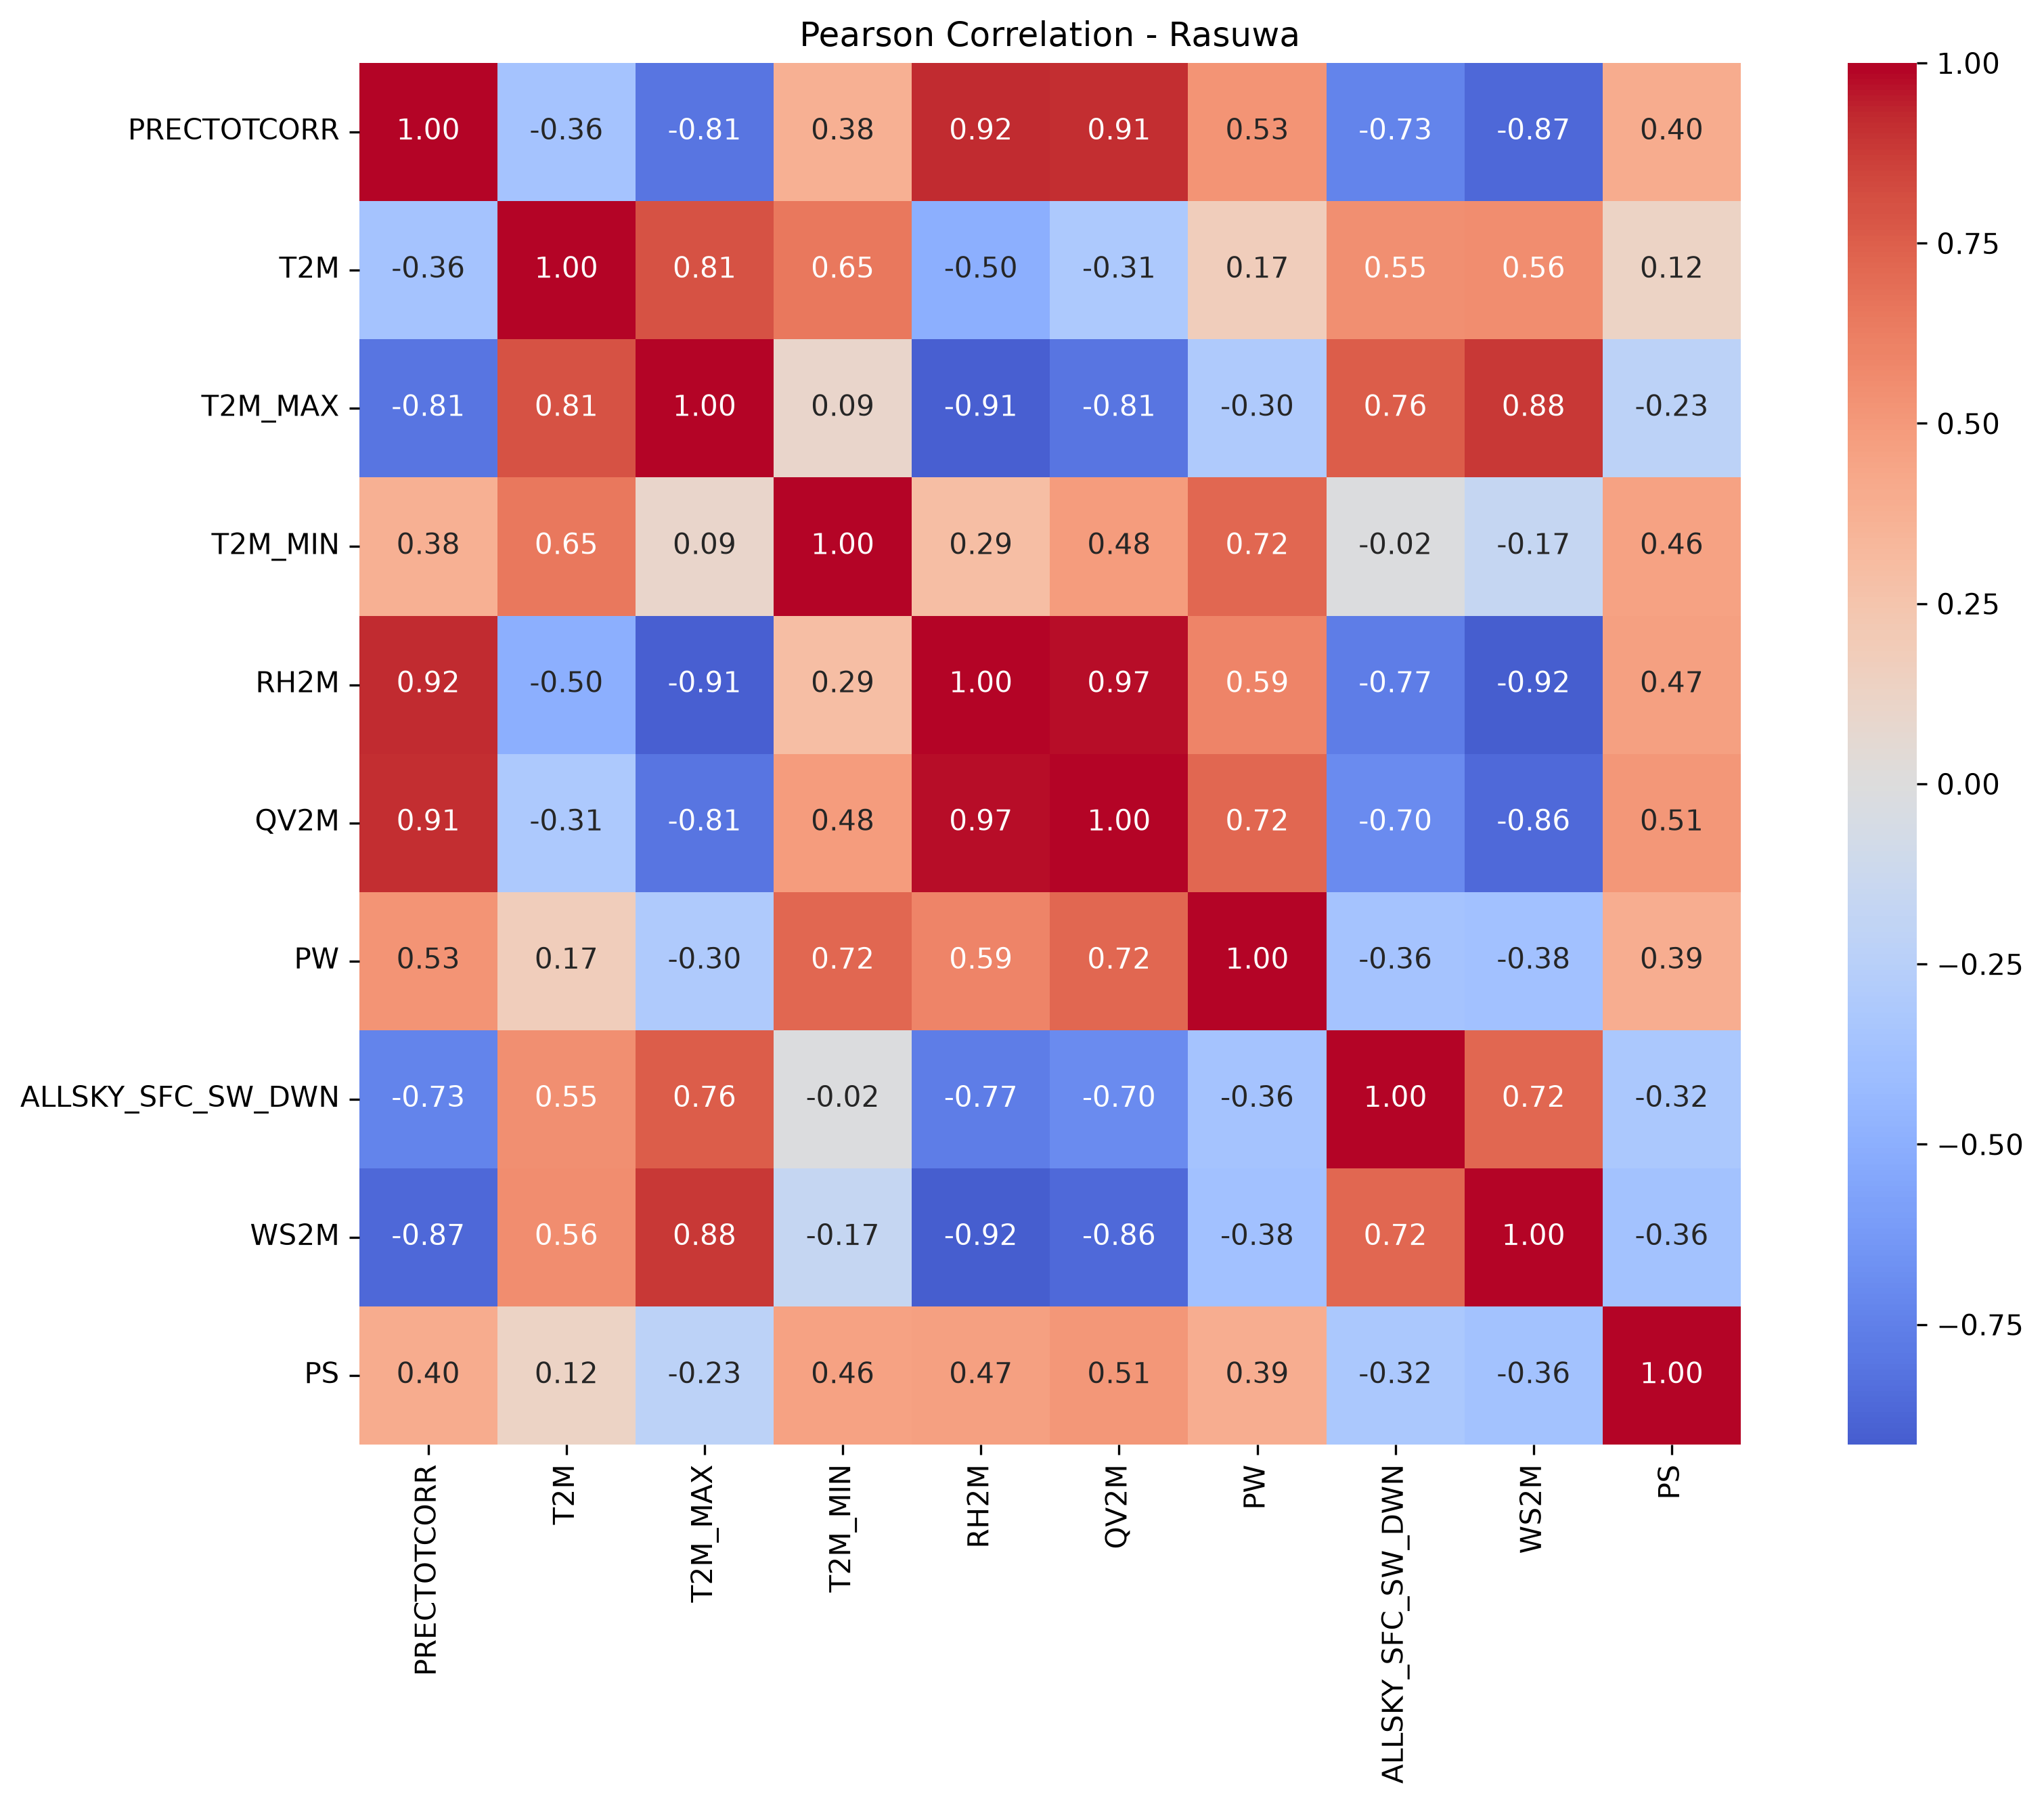 Pearson Correlation - Rasuwa
PRECTOTCORR 1.00 -0.36 -0.81 0.38 0.92 0.91 0.53 -0.73 -0.87 0.40
T2M -0.36 1.00 0.81 0.65 -0.50 -0.31 0.17 0.55 0.56 0.12
T2M_MAX -0.81 0.81 1.00 0.09 -0.91 -0.81 -0.30 0.76 0.88 -0.23
T2M_MIN 0.38 0.65 0.09 1.00 0.29 0.48 0.72 -0.02 -0.17 0.46
RH2M 0.92 -0.50 -0.91 0.29 1.00 0.97 0.59 -0.77 -0.92 0.47
QV2M 0.91 -0.31 -0.81 0.48 0.97 1.00 0.72 -0.70 -0.86 0.51
PW 0.53 0.17 -0.30 0.72 0.59 0.72 1.00 -0.36 -0.38 0.39
ALLSKY_SFC_SW_DWN -0.73 0.55 0.76 -0.02 -0.77 -0.70 -0.36 1.00 0.72 -0.32
WS2M -0.87 0.56 0.88 -0.17 -0.92 -0.86 -0.38 0.72 1.00 -0.36
PS 0.40 0.12 -0.23 0.46 0.47 0.51 0.39 -0.32 -0.36 1.00
PRECTOTCORR
T2M
T2M_MAX
T2M_MIN
RH2M
QV2M
PW
ALLSKY_SFC_SW_DWN
WS2M
PS
1.00
0.75
0.50
0.25
0.00
−0.25
−0.50
−0.75